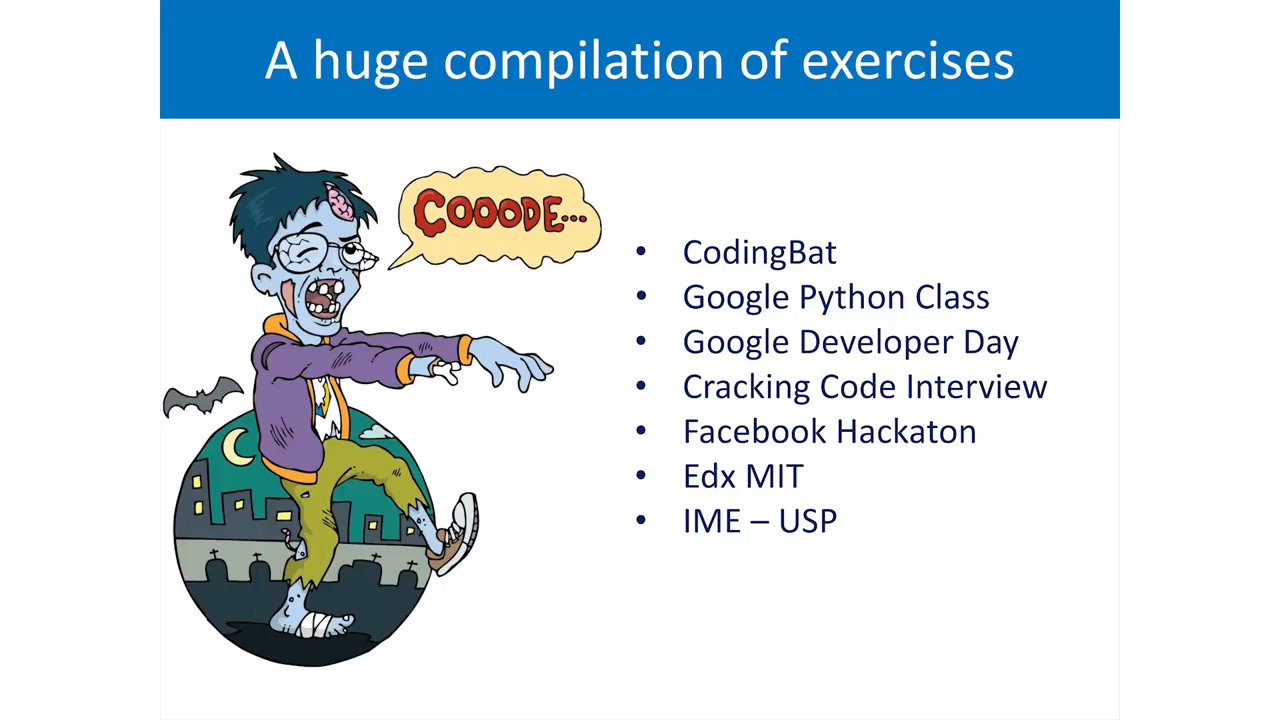 A huge compilation of exercises
COOODE...
• CodingBat
• Google Python Class
• Google Developer Day
• Cracking Code Interview
• Facebook Hackaton
• Edx MIT
• IME – USP